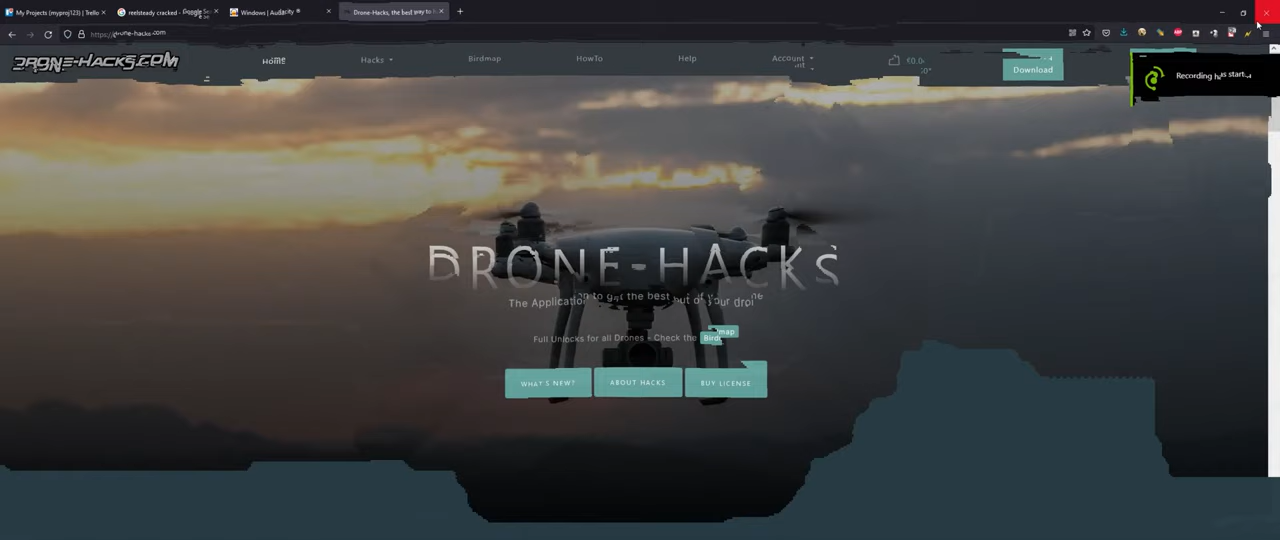 My Projects (myproj123) | Trello
reelsteady cracked - Google Se
Windows | Audacity ®
Drone-Hacks, the best way to
https://drone-hacks.com
DRONE-HACKS.COM
HOME
Hacks
Birdmap
HowTo
Help
Account
€0.0
Download
Recording has start
DRONE-HACKS
The Application to get the best out of your drone
Full Unlocks for all Drones - Check the Birdmap
WHAT'S NEW?
ABOUT HACKS
BUY LICENSE